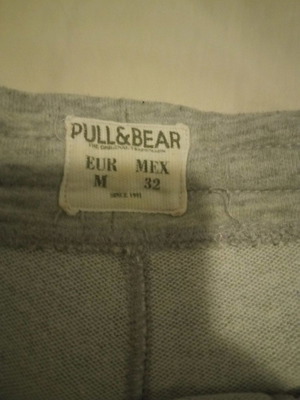 PULL&BEAR
EUR MEX
M 32
SINCE 1991